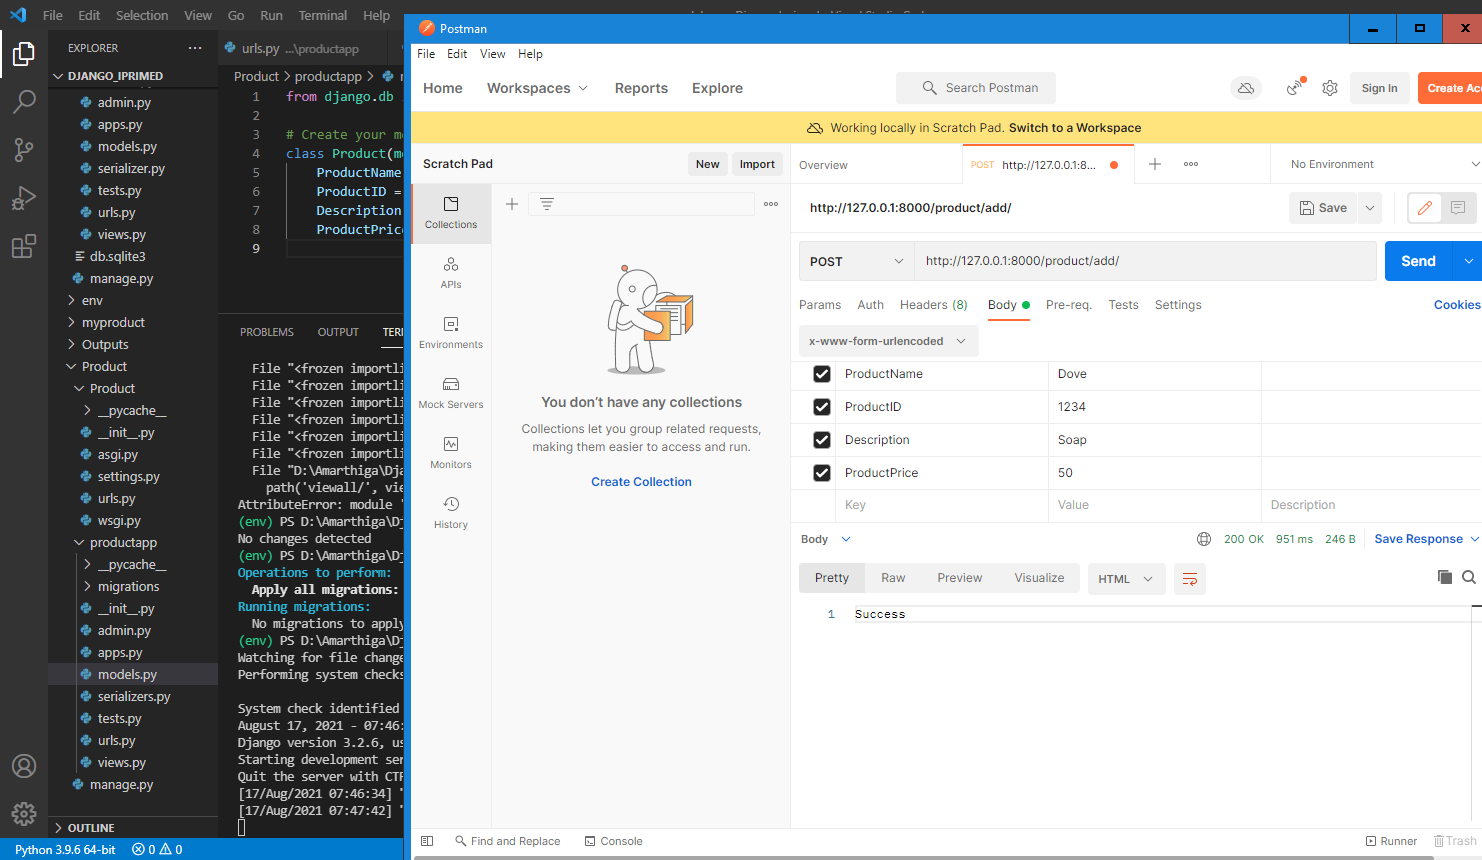 File Edit Selection View Go Run Terminal Help
EXPLORER
DJANGO_IPRIMED
admin.py
apps.py
models.py
serializer.py
tests.py
urls.py
views.py
db.sqlite3
manage.py
env
myproduct
Outputs
Product
Product
__pycache__
__init__.py
asgi.py
settings.py
urls.py
wsgi.py
productapp
__pycache__
migrations
__init__.py
admin.py
apps.py
models.py
serializers.py
tests.py
urls.py
views.py
manage.py
OUTLINE
Python 3.9.6 64-bit 0 0
urls.py ...\productapp
Product > productapp >
1 from django.db
2
3 # Create your m
4 class Product(m
5 ProductName
6 ProductID =
7 Description
8 ProductPric
9
PROBLEMS OUTPUT TER
File "<frozen importli
File "<frozen importli
File "<frozen importli
File "<frozen importli
File "<frozen importli
File "<frozen importli
File "D:\Amarthiga\Dja
path('viewall/', vie
AttributeError: module '
(env) PS D:\Amarthiga\Dj
No changes detected
(env) PS D:\Amarthiga\Dj
Operations to perform:
Apply all migrations:
Running migrations:
No migrations to apply
(env) PS D:\Amarthiga\Dj
Watching for file change
Performing system checks
System check identified
August 17, 2021 - 07:46:
Django version 3.2.6, us
Starting development ser
Quit the server with CTR
[17/Aug/2021 07:46:34] "
[17/Aug/2021 07:47:42] "
Postman
File Edit View Help
Home Workspaces Reports Explore Search Postman Sign In Create Acc
Working locally in Scratch Pad. Switch to a Workspace
Scratch Pad New Import
Collections
APIs
Environments
Mock Servers
Monitors
History
You don't have any collections
Collections let you group related requests,
making them easier to access and run.
Create Collection
Overview POST http://127.0.0.1:8... No Environment
http://127.0.0.1:8000/product/add/ Save
POST http://127.0.0.1:8000/product/add/ Send
Params Auth Headers (8) Body Pre-req. Tests Settings Cookies
x-www-form-urlencoded
ProductName Dove
ProductID 1234
Description Soap
ProductPrice 50
Key Value Description
Body 200 OK 951 ms 246 B Save Response
Pretty Raw Preview Visualize HTML
1 Success
Find and Replace Console Runner Trash